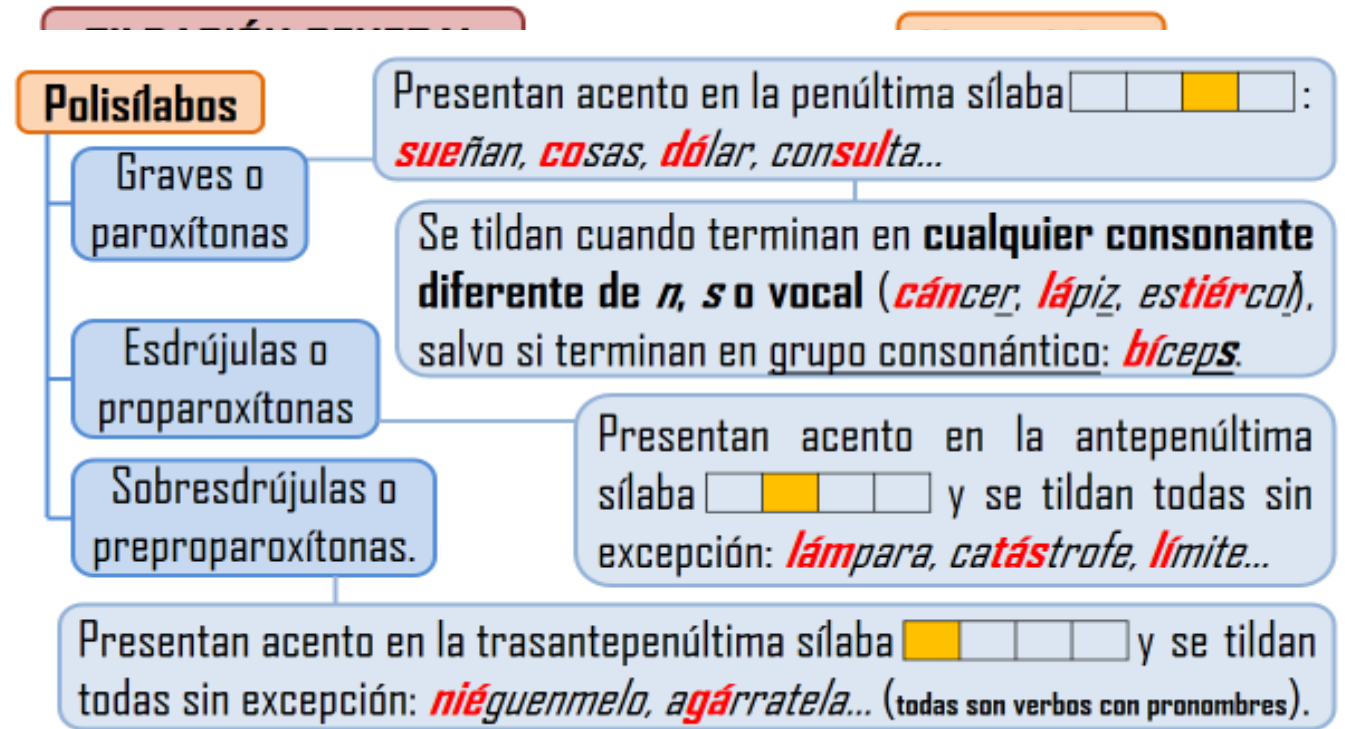 Polisílabos
Presentan acento en la penúltima sílaba :
sueñan, cosas, dólar, consulta...
Graves o
paroxítonas
Se tildan cuando terminan en cualquier consonante
diferente de n, s o vocal (cáncer, lápiz, estiércol),
salvo si terminan en grupo consonántico: bíceps.
Esdrújulas o
proparoxítonas
Presentan acento en la antepenúltima
sílaba y se tildan todas sin
excepción: lámpara, catástrofe, límite...
Sobresdrújulas o
preproparoxítonas.
Presentan acento en la trasantepenúltima sílaba y se tildan
todas sin excepción: niéguenmelo, agárratela... (todas son verbos con pronombres).